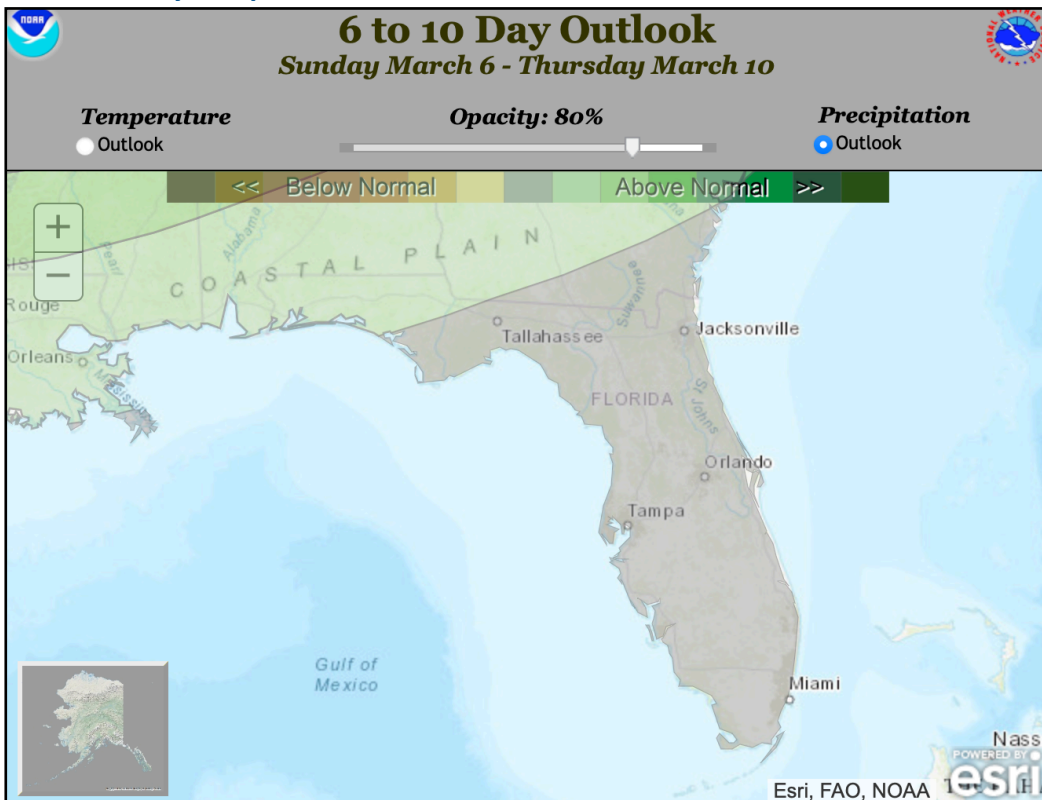 NOAA
6 to 10 Day Outlook
Sunday March 6 - Thursday March 10
Temperature
Opacity: 80%
Precipitation
Outlook
Outlook
<< Below Normal
Above Normal >>
+
−
Alabama
Pearl
COASTAL PLAIN
Rouge
Suwannee
Tallahassee
Jacksonville
Orleans
Mississippi
FLORIDA
St Johns
Orlando
Tampa
Gulf of
Mexico
Miami
Nass
POWERED BY
esri
Esri, FAO, NOAA